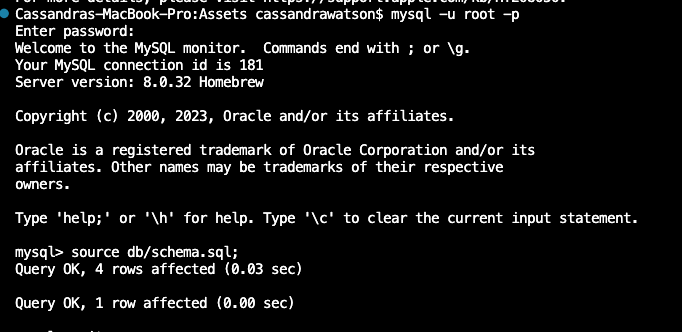 Cassandras-MacBook-Pro:Assets cassandrawatson$ mysql -u root -p
Enter password:
Welcome to the MySQL monitor.  Commands end with ; or \g.
Your MySQL connection id is 181
Server version: 8.0.32 Homebrew

Copyright (c) 2000, 2023, Oracle and/or its affiliates.

Oracle is a registered trademark of Oracle Corporation and/or its
affiliates. Other names may be trademarks of their respective
owners.

Type 'help;' or '\h' for help. Type '\c' to clear the current input statement.

mysql> source db/schema.sql;
Query OK, 4 rows affected (0.03 sec)

Query OK, 1 row affected (0.00 sec)